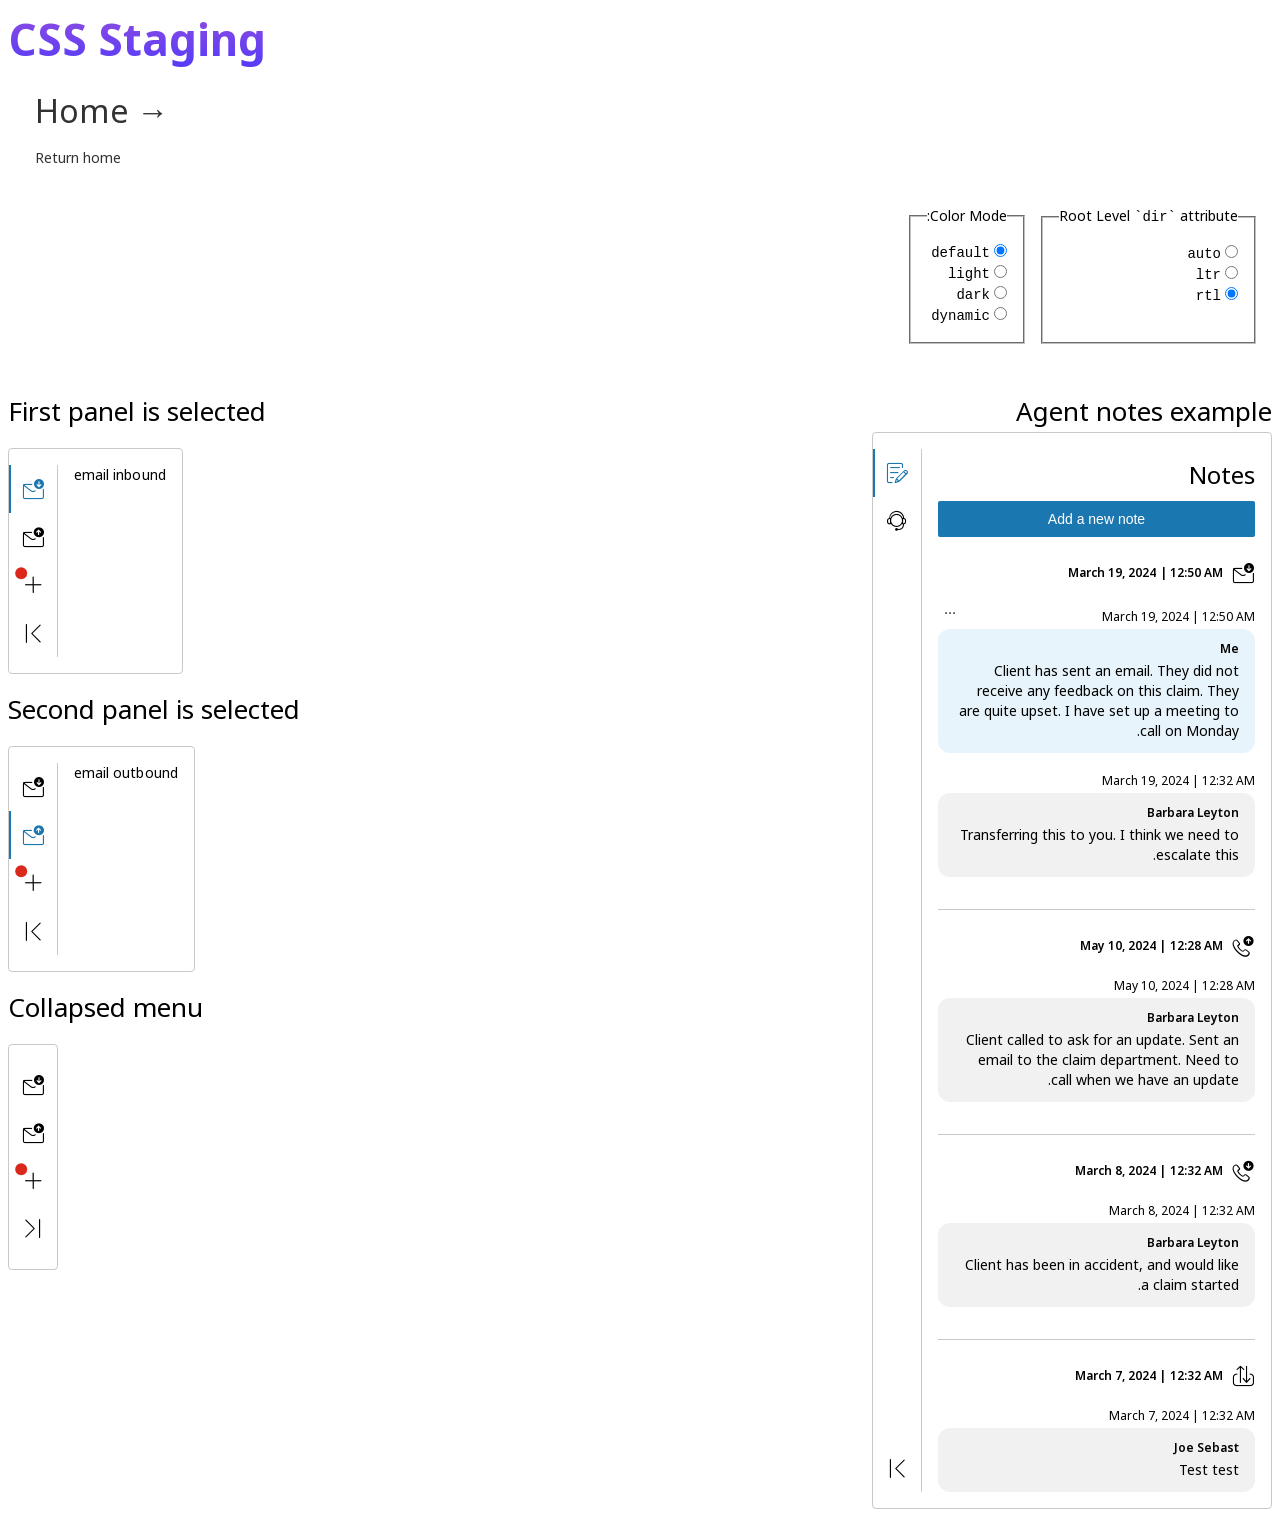 CSS Staging
Home →
Return home
Root Level `dir` attribute
auto
ltr
rtl
:Color Mode
default
light
dark
dynamic
First panel is selected
email inbound
Second panel is selected
email outbound
Collapsed menu
Agent notes example
Notes
Add a new note
March 19, 2024 | 12:50 AM
March 19, 2024 | 12:50 AM
...
Me
Client has sent an email. They did not
receive any feedback on this claim. They
are quite upset. I have set up a meeting to
.call on Monday
March 19, 2024 | 12:32 AM
Barbara Leyton
Transferring this to you. I think we need to
.escalate this
May 10, 2024 | 12:28 AM
May 10, 2024 | 12:28 AM
Barbara Leyton
Client called to ask for an update. Sent an
email to the claim department. Need to
.call when we have an update
March 8, 2024 | 12:32 AM
March 8, 2024 | 12:32 AM
Barbara Leyton
Client has been in accident, and would like
.a claim started
March 7, 2024 | 12:32 AM
March 7, 2024 | 12:32 AM
Joe Sebast
Test test